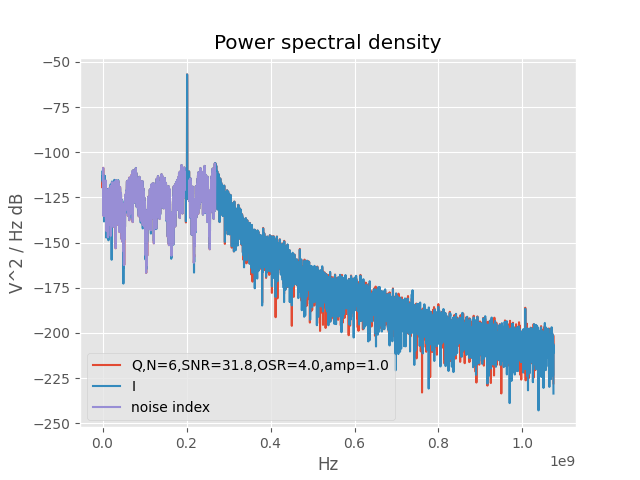 Power spectral density
V^2 / Hz dB
−50
−75
−100
−125
−150
−175
−200
−225
−250
Q,N=6,SNR=31.8,OSR=4.0,amp=1.0
I
noise index
0.0 0.2 0.4 0.6 0.8 1.0
1e9
Hz